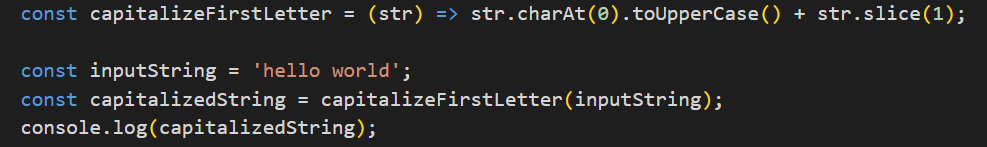 const capitalizeFirstLetter = (str) => str.charAt(0).toUpperCase() + str.slice(1);
const inputString = 'hello world';
const capitalizedString = capitalizeFirstLetter(inputString);
console.log(capitalizedString);